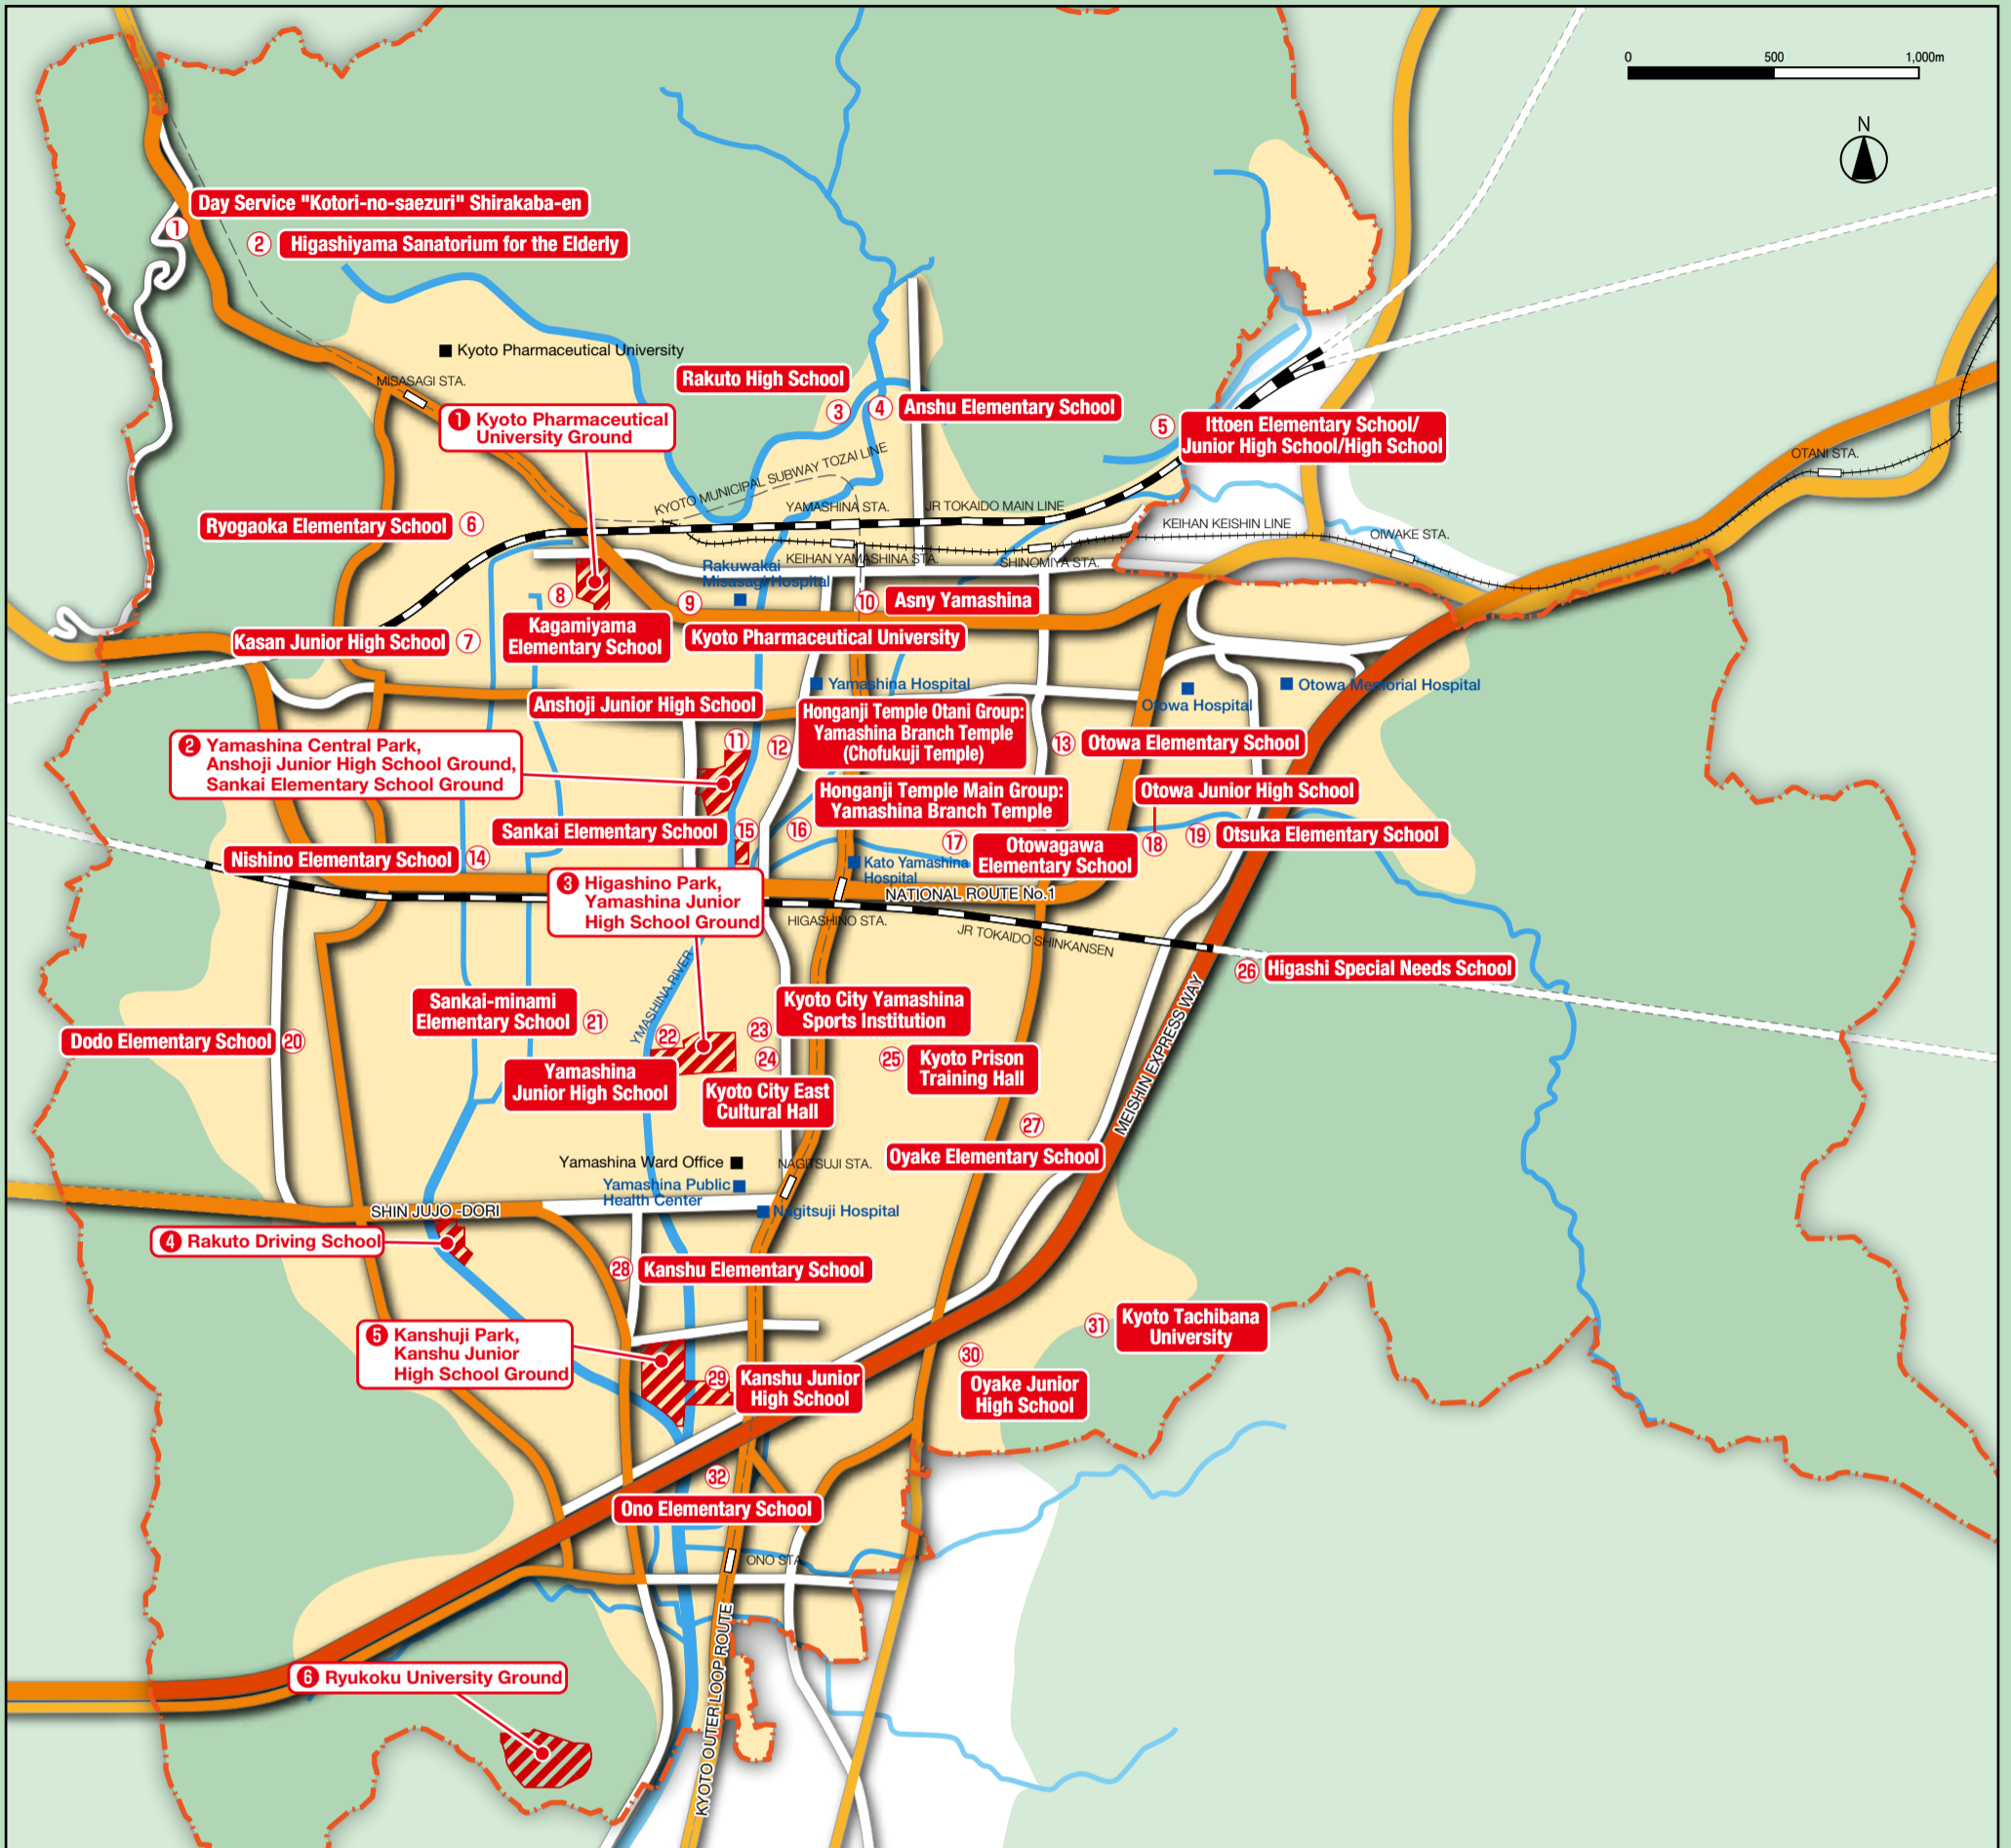 0 500 1,000m
N
Day Service "Kotori-no-saezuri" Shirakaba-en
1
2
Higashiyama Sanatorium for the Elderly
Kyoto Pharmaceutical University
MISASAGI STA.
Rakuto High School
3
4
Anshu Elementary School
1 Kyoto Pharmaceutical
University Ground
5
Ittoen Elementary School/
Junior High School/High School
OTANI STA.
KYOTO MUNICIPAL SUBWAY TOZAI LINE
YAMASHINA STA.
JR TOKAIDO MAIN LINE
Ryogaoka Elementary School
6
KEIHAN KEISHIN LINE
OIWAKE STA.
KEIHAN YAMASHINA STA.
SHINOMIYA STA.
Rakuwakai
Misasagi Hospital
8
9
10
Asny Yamashina
Kagamiyama
Elementary School
Kyoto Pharmaceutical University
Kasan Junior High School
7
Yamashina Hospital
Otowa Hospital
Otowa Memorial Hospital
Anshoji Junior High School
11
12
Honganji Temple Otani Group:
Yamashina Branch Temple
(Chofukuji Temple)
13
Otowa Elementary School
2 Yamashina Central Park,
Anshoji Junior High School Ground,
Sankai Elementary School Ground
Honganji Temple Main Group:
Yamashina Branch Temple
Otowa Junior High School
Sankai Elementary School
15
16
17
Otowagawa
Elementary School
18
19
Otsuka Elementary School
Nishino Elementary School
14
Kato Yamashina
Hospital
3 Higashino Park,
Yamashina Junior
High School Ground
NATIONAL ROUTE No.1
HIGASHINO STA.
JR TOKAIDO SHINKANSEN
26
Higashi Special Needs School
YMASHINA RIVER
MEISHIN EXPRESS WAY
Sankai-minami
Elementary School
21
Kyoto City Yamashina
Sports Institution
22
23
Dodo Elementary School
20
24
25
Kyoto Prison
Training Hall
Yamashina
Junior High School
Kyoto City East
Cultural Hall
27
Oyake Elementary School
Yamashina Ward Office
NAGITSUJI STA.
Yamashina Public
Health Center
Nagitsuji Hospital
SHIN JUJO -DORI
4 Rakuto Driving School
28
Kanshu Elementary School
5 Kanshuji Park,
Kanshu Junior
High School Ground
31
Kyoto Tachibana
University
30
29
Kanshu Junior
High School
Oyake Junior
High School
32
Ono Elementary School
ONO STA.
KYOTO OUTER LOOP ROUTE
6 Ryukoku University Ground